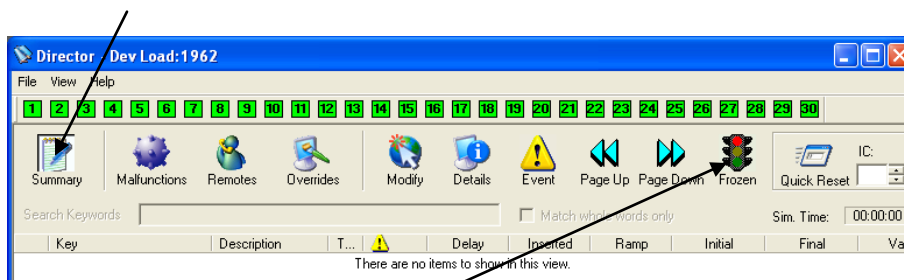 Director - Dev Load:1962
File View Help
1 2 3 4 5 6 7 8 9 10 11 12 13 14 15 16 17 18 19 20 21 22 23 24 25 26 27 28 29 30
Summary Malfunctions Remotes Overrides Modify Details Event Page Up Page Down Frozen Quick Reset IC:
Search Keywords Match whole words only Sim. Time: 00:00:00
Key Description T... Delay Inserted Ramp Initial Final Va
There are no items to show in this view.